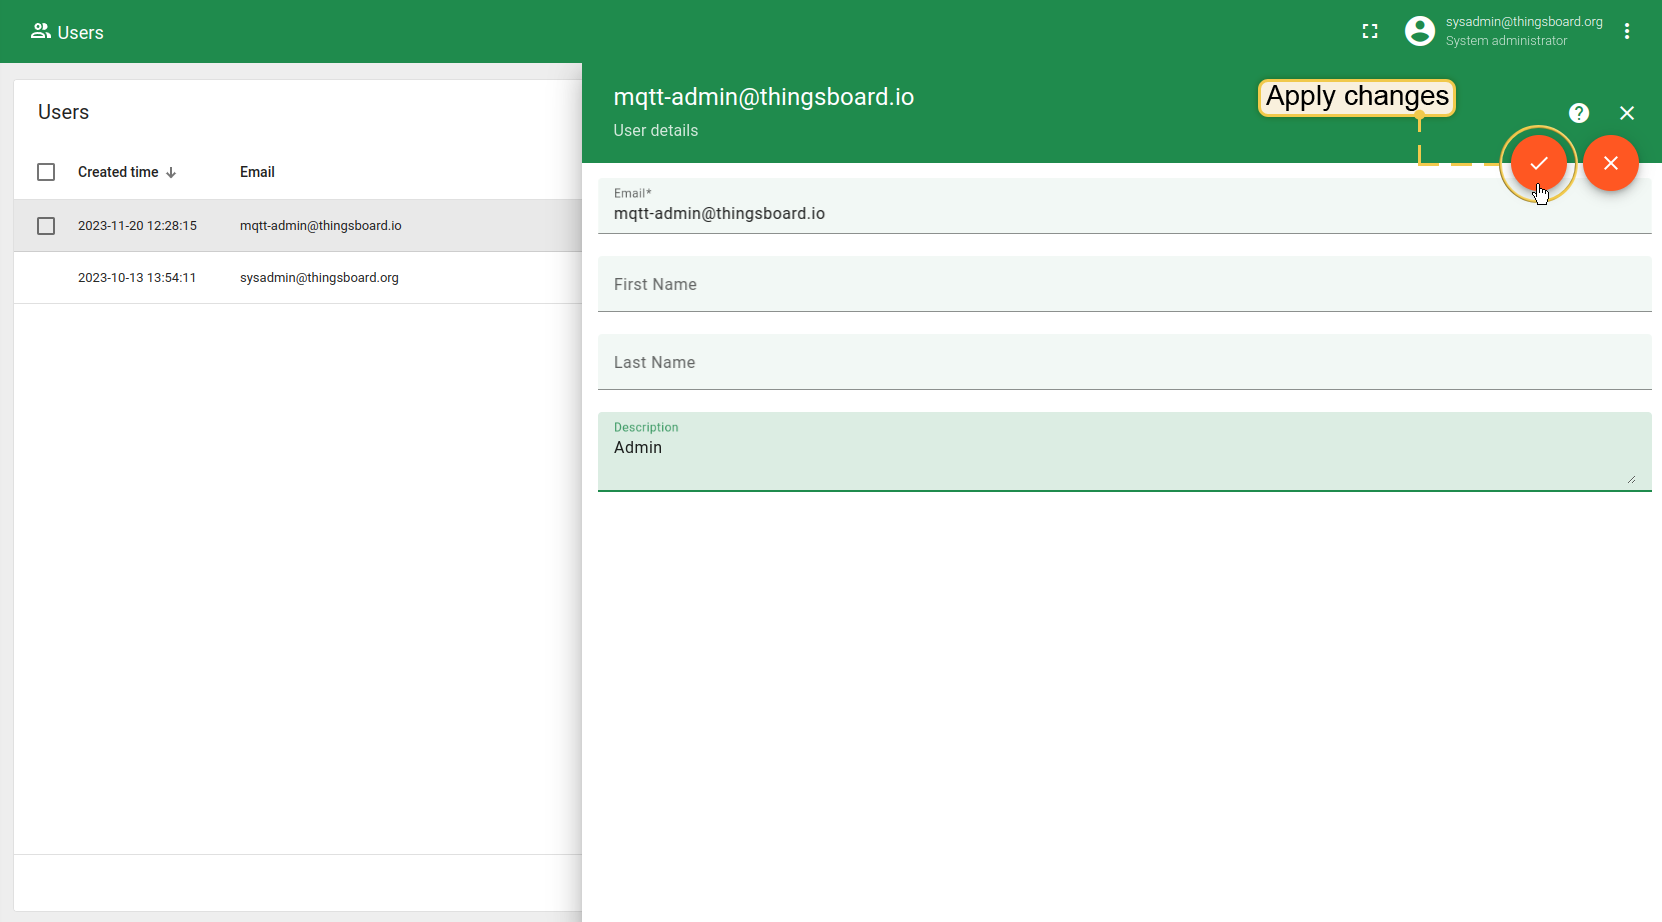 Users
sysadmin@thingsboard.org
System administrator
Users
Created time Email
2023-11-20 12:28:15 mqtt-admin@thingsboard.io
2023-10-13 13:54:11 sysadmin@thingsboard.org
mqtt-admin@thingsboard.io
User details
Apply changes
?
Email*
mqtt-admin@thingsboard.io
First Name
Last Name
Description
Admin